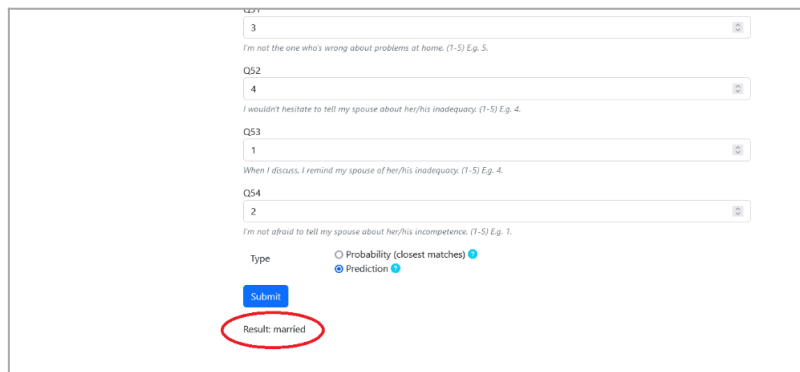 3
I'm not the one who's wrong about problems at home. (1-5) E.g. 5.
Q52
4
I wouldn't hesitate to tell my spouse about her/his inadequacy. (1-5) E.g. 4.
Q53
1
When I discuss, I remind my spouse of her/his inadequacy. (1-5) E.g. 4.
Q54
2
I'm not afraid to tell my spouse about her/his incompetence. (1-5) E.g. 1.
Type
Probability (closest matches) ?
Prediction ?
Submit
Result: married